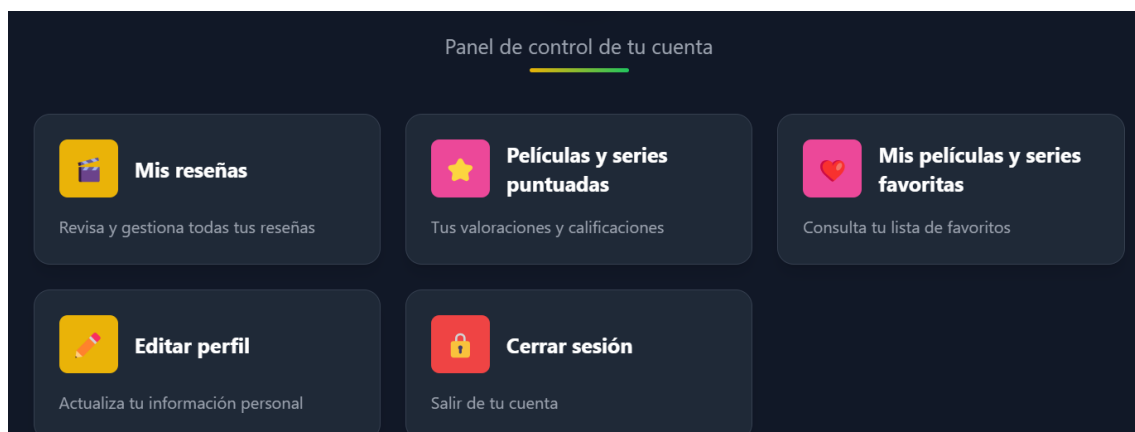 Panel de control de tu cuenta
Mis reseñas
Revisa y gestiona todas tus reseñas
Películas y series
puntuadas
Tus valoraciones y calificaciones
Mis películas y series
favoritas
Consulta tu lista de favoritos
Editar perfil
Actualiza tu información personal
Cerrar sesión
Salir de tu cuenta